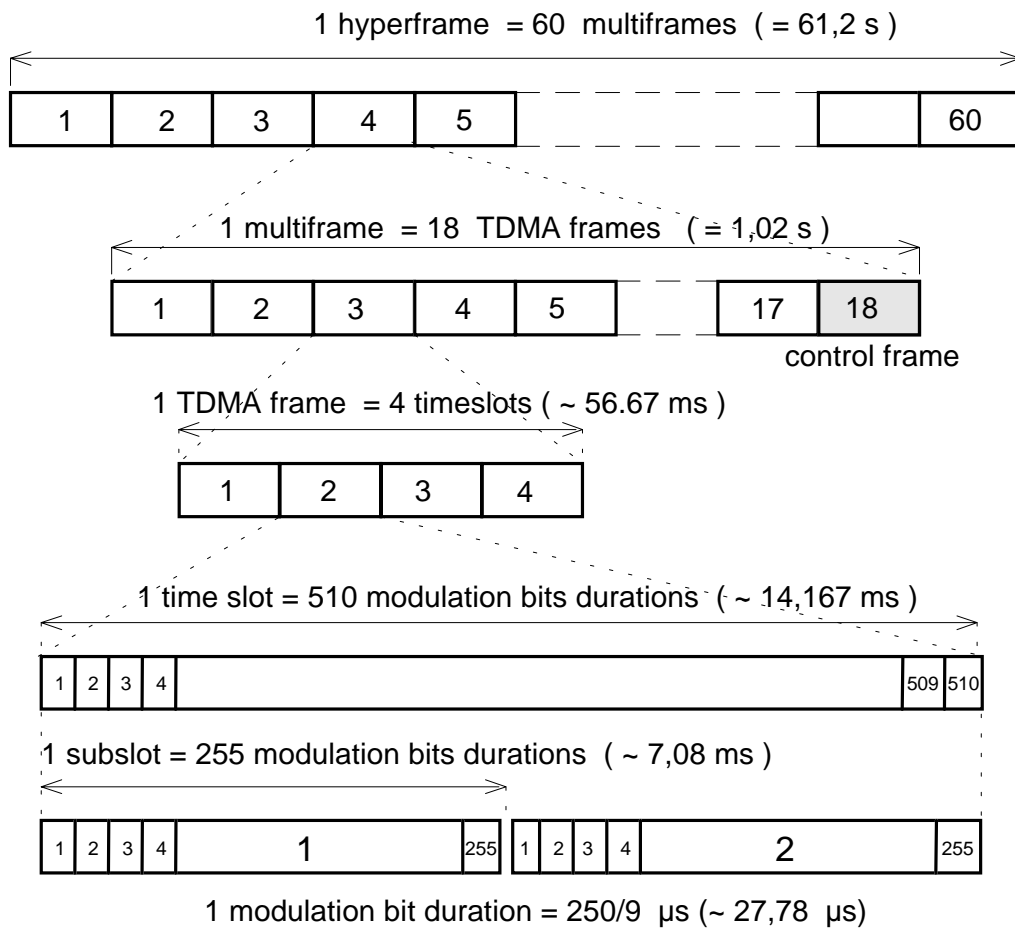 1 hyperframe = 60 multiframes ( = 61,2 s )
1 2 3 4 5 60
1 multiframe = 18 TDMA frames ( = 1,02 s )
1 2 3 4 5 17 18
control frame
1 TDMA frame = 4 timeslots ( ~ 56.67 ms )
1 2 3 4
1 time slot = 510 modulation bits durations ( ~ 14,167 ms )
1 2 3 4 509 510
1 subslot = 255 modulation bits durations ( ~ 7,08 ms )
1 2 3 4 1 255 1 2 3 4 2 255
1 modulation bit duration = 250/9 µs (~ 27,78 µs)